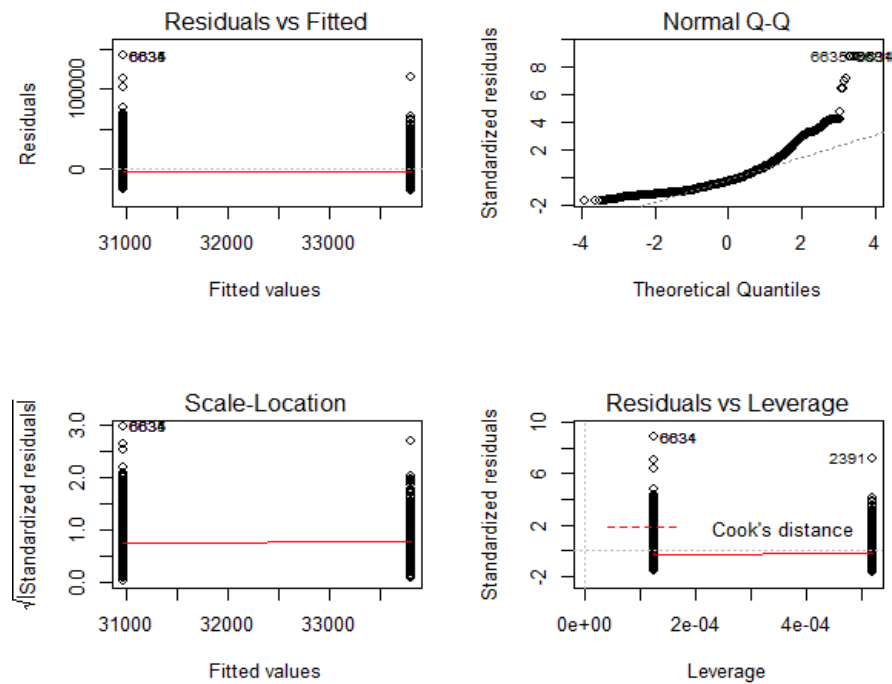 Residuals vs Fitted
Residuals
0 100000
31000 32000 33000
Fitted values
Normal Q-Q
Standardized residuals
-2 2 4 6 8
-4 -2 0 2 4
Theoretical Quantiles
Scale-Location
√|Standardized residuals|
0.0 1.0 2.0 3.0
31000 32000 33000
Fitted values
Residuals vs Leverage
2391
Cook's distance
Standardized residuals
-2 2 6 10
0e+00 2e-04 4e-04
Leverage